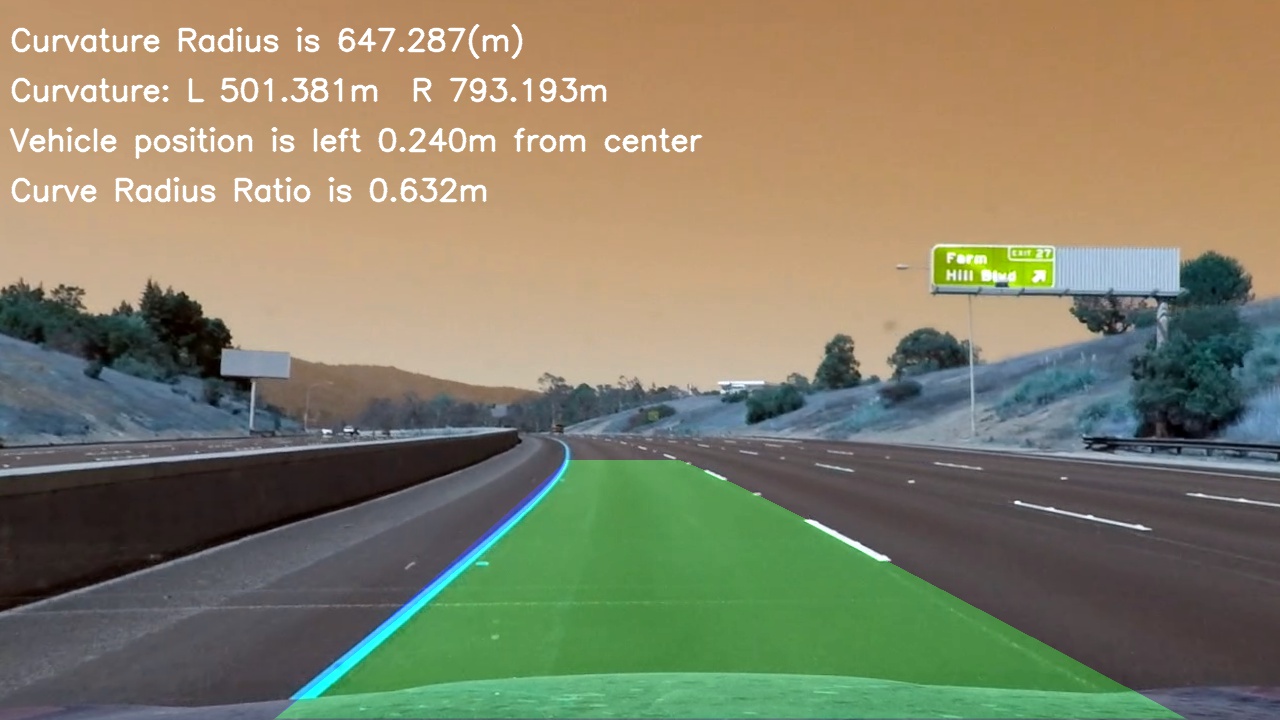 Curvature Radius is 647.287(m)
Curvature: L 501.381m R 793.193m
Vehicle position is left 0.240m from center
Curve Radius Ratio is 0.632m
EXIT 27
Farm
Hill Blvd